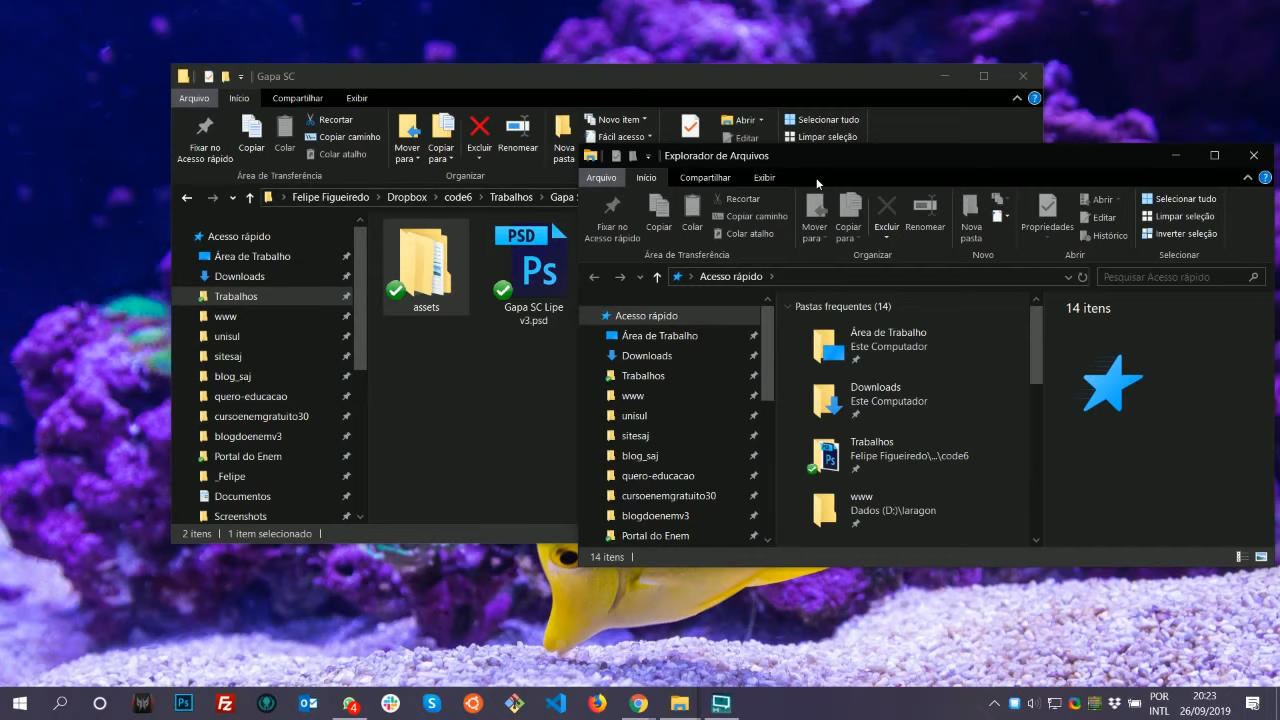 Gapa SC
Arquivo Início Compartilhar Exibir
Fixar no Acesso rápido
Copiar
Colar
Recortar
Copiar caminho
Colar atalho
Mover para
Copiar para
Excluir
Renomear
Nova pasta
Novo item
Fácil acesso
Abrir
Editar
Selecionar tudo
Limpar seleção
Área de Transferência
Organizar
Felipe Figueiredo Dropbox code6 Trabalhos Gapa S
Acesso rápido
Área de Trabalho
Downloads
Trabalhos
www
unisul
sitesaj
blog_saj
quero-educacao
cursoenemgratuito30
blogdoenemv3
Portal do Enem
_Felipe
Documentos
Screenshots
assets
PSD
Ps
Gapa SC Lipe
v3.psd
2 itens 1 item selecionado
Explorador de Arquivos
Arquivo Início Compartilhar Exibir
Fixar no
Acesso rápido
Copiar
Colar
Recortar
Copiar caminho
Colar atalho
Mover
para
Copiar
para
Excluir
Renomear
Nova
pasta
Propriedades
Abrir
Editar
Histórico
Selecionar tudo
Limpar seleção
Inverter seleção
Área de Transferência
Organizar
Novo
Abrir
Selecionar
Acesso rápido
Pesquisar Acesso rápido
Acesso rápido
Área de Trabalho
Downloads
Trabalhos
www
unisul
sitesaj
blog_saj
quero-educacao
cursoenemgratuito30
blogdoenemv3
Portal do Enem
Pastas frequentes (14)
Área de Trabalho
Este Computador
Downloads
Este Computador
Ps
Trabalhos
Felipe Figueiredo\...\code6
www
Dados (D:)\laragon
14 itens
14 itens
Ps
Fz
4
POR
INTL
20:23
26/09/2019